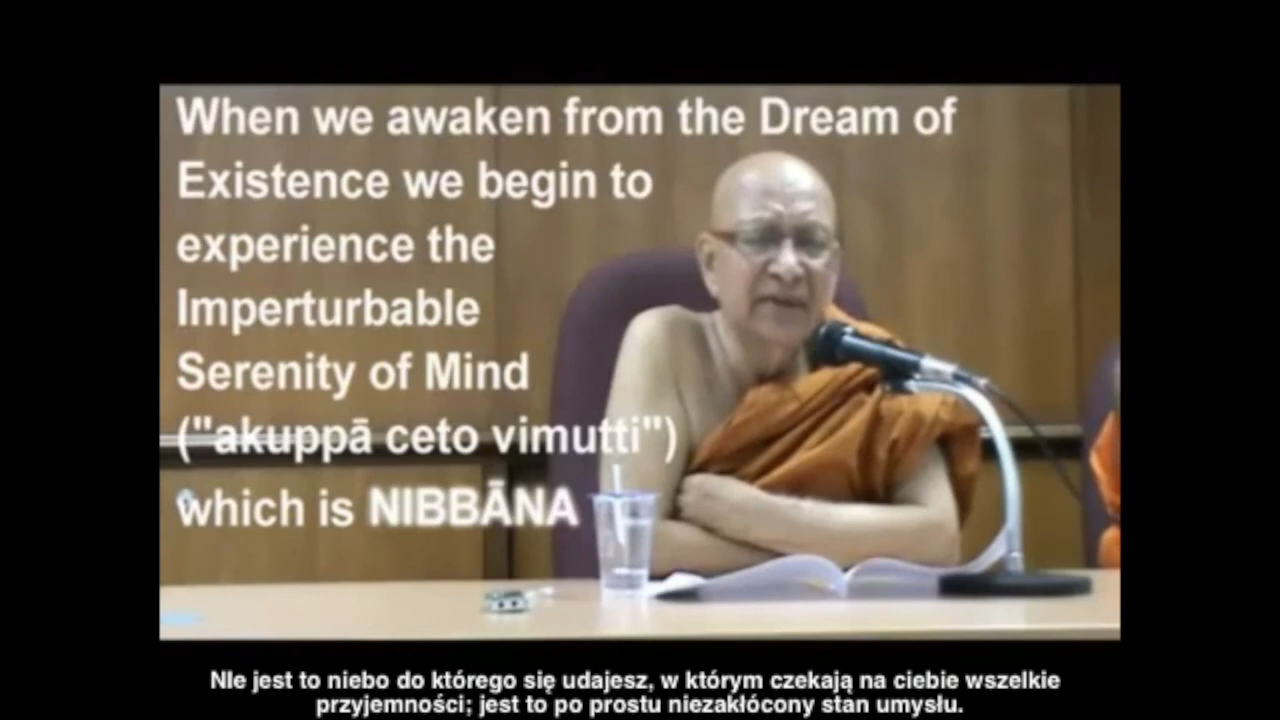 When we awaken from the Dream of
Existence we begin to
experience the
Imperturbable
Serenity of Mind
("akuppā ceto vimutti")
which is NIBBĀNA
NIe jest to niebo do którego się udajesz, w którym czekają na ciebie wszelkie
przyjemności; jest to po prostu niezakłócony stan umysłu.